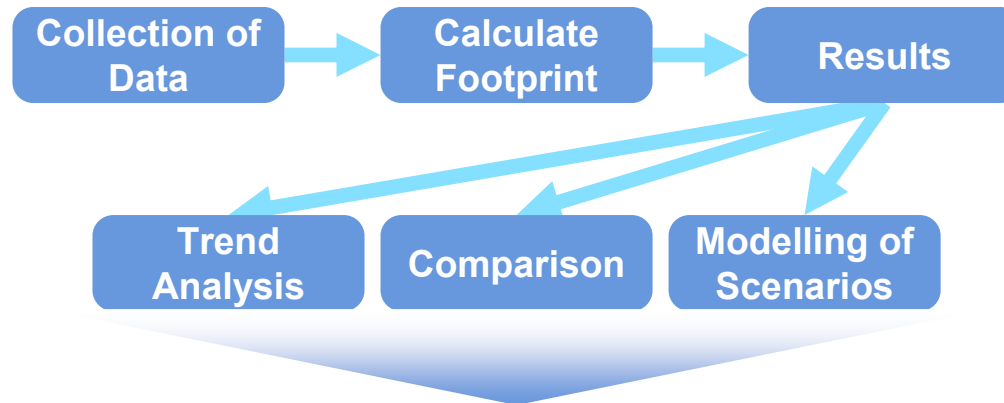 Collection of
Data
Calculate
Footprint
Results
Trend
Analysis
Comparison
Modelling of
Scenarios